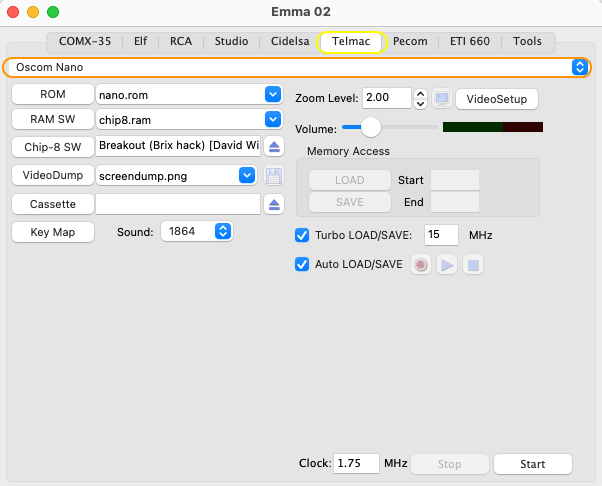 Emma 02
COMX-35 Elf RCA Studio Cidelsa Telmac Pecom ETI 660 Tools
Oscom Nano
ROM nano.rom Zoom Level: 2.00 VideoSetup
RAM SW chip8.ram Volume:
Chip-8 SW Breakout (Brix hack) [David Wi Memory Access
VideoDump screendump.png LOAD Start
Cassette SAVE End
Key Map Sound: 1864 Turbo LOAD/SAVE: 15 MHz
Auto LOAD/SAVE
Clock: 1.75 MHz Stop Start